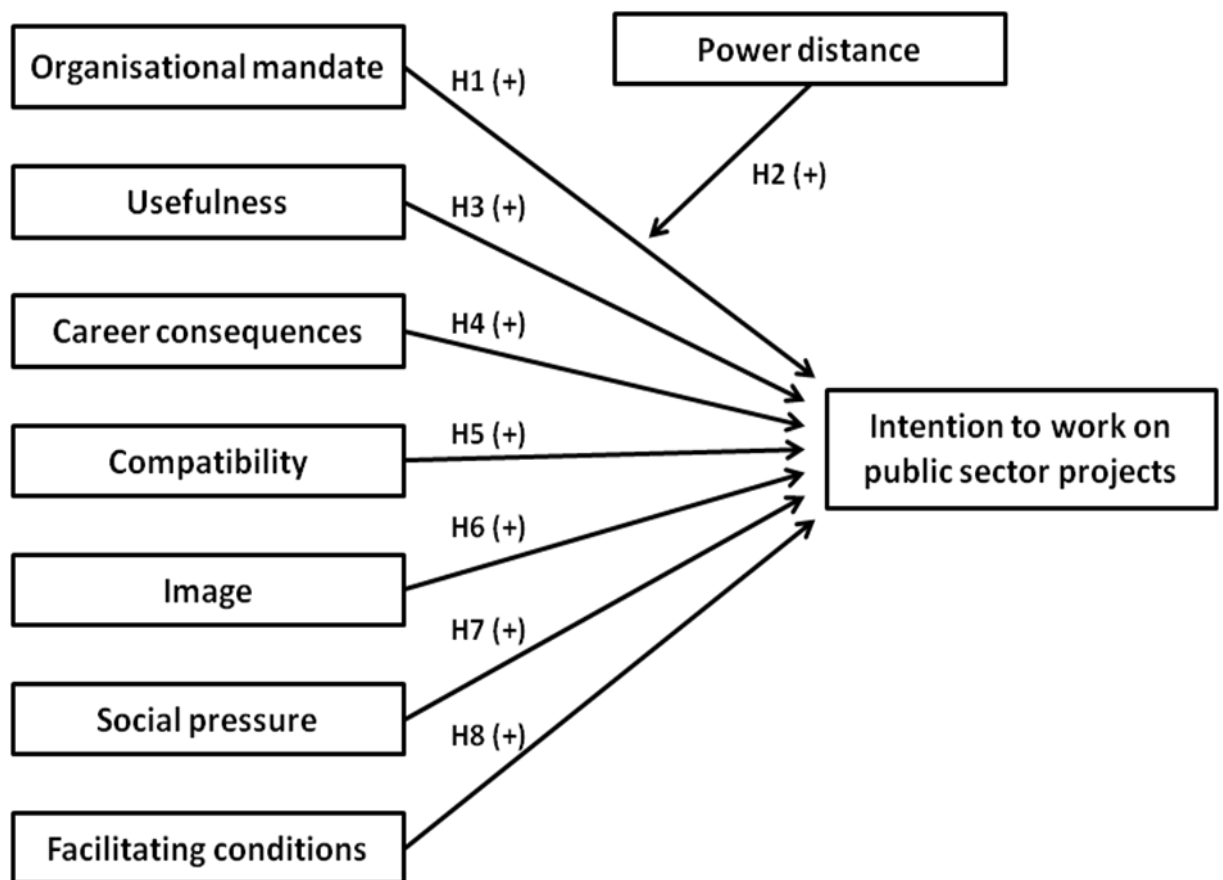 Organisational mandate
Power distance
H1 (+)
H2 (+)
Usefulness
H3 (+)
Career consequences
H4 (+)
Intention to work on
public sector projects
Compatibility
H5 (+)
Image
H6 (+)
Social pressure
H7 (+)
Facilitating conditions
H8 (+)